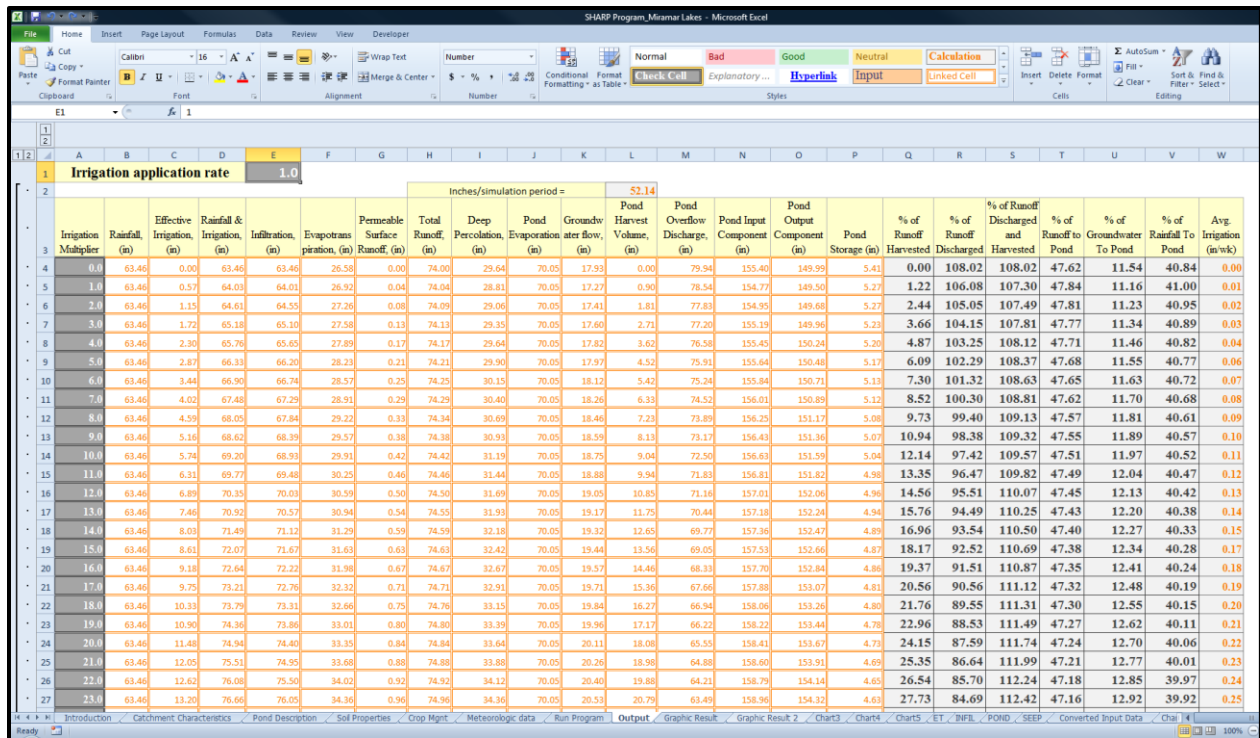 SHARP Program_Miramar Lakes - Microsoft Excel
File Home Insert Page Layout Formulas Data Review View Developer
Cut
Copy
Format Painter
Paste
Calibri 16
B I U
Wrap Text
Merge & Center
Number
$ % ,
Conditional Formatting
Format as Table
Normal Bad Good Neutral Calculation
Check Cell Explanatory ... Hyperlink Input Linked Cell
Insert Delete Format
Σ AutoSum
Fill
Clear
Sort & Filter
Find & Select
Clipboard Font Alignment Number Styles Cells Editing
E1 fx 1
1
2
1 2 A B C D E F G H I J K L M N O P Q R S T U V W
1 Irrigation application rate 1.0
2 Inches/simulation period = 52.14
3 Irrigation Multiplier Rainfall, (in) Effective Irrigation, (in) Rainfall & Irrigation, (in) Infiltration, (in) Evapotranspiration, (in) Permeable Surface Runoff, (in) Total Runoff, (in) Deep Percolation, (in) Pond Evaporation (in) Groundwater flow, (in) Pond Harvest Volume, (in) Pond Overflow Discharge, (in) Pond Input Component (in) Pond Output Component (in) Pond Storage (in) % of Runoff Harvested % of Runoff Discharged % of Runoff Discharged and Harvested % of Runoff to Pond % of Groundwater To Pond % of Rainfall To Pond Avg. Irrigation (in/wk)
4 0.0 63.46 0.00 63.46 63.46 26.58 0.00 74.00 29.64 70.05 17.93 0.00 79.94 155.40 149.99 5.41 0.00 108.02 108.02 47.62 11.54 40.84 0.00
5 1.0 63.46 0.57 64.03 64.01 26.92 0.04 74.04 28.81 70.05 17.27 0.90 78.54 154.77 149.50 5.27 1.22 106.08 107.30 47.84 11.16 41.00 0.01
6 2.0 63.46 1.15 64.61 64.55 27.26 0.08 74.09 29.06 70.05 17.41 1.81 77.83 154.95 149.68 5.27 2.44 105.05 107.49 47.81 11.23 40.95 0.02
7 3.0 63.46 1.72 65.18 65.10 27.58 0.13 74.13 29.35 70.05 17.60 2.71 77.20 155.19 149.96 5.23 3.66 104.15 107.81 47.77 11.34 40.89 0.03
8 4.0 63.46 2.30 65.76 65.65 27.89 0.17 74.17 29.64 70.05 17.82 3.62 76.58 155.45 150.24 5.20 4.87 103.25 108.12 47.71 11.46 40.82 0.04
9 5.0 63.46 2.87 66.33 66.20 28.23 0.21 74.21 29.90 70.05 17.97 4.52 75.91 155.64 150.48 5.17 6.09 102.29 108.37 47.68 11.55 40.77 0.06
10 6.0 63.46 3.44 66.90 66.74 28.57 0.25 74.25 30.15 70.05 18.12 5.42 75.24 155.84 150.71 5.13 7.30 101.32 108.63 47.65 11.63 40.72 0.07
11 7.0 63.46 4.02 67.48 67.29 28.91 0.29 74.29 30.40 70.05 18.26 6.33 74.52 156.01 150.89 5.12 8.52 100.30 108.81 47.62 11.70 40.68 0.08
12 8.0 63.46 4.59 68.05 67.84 29.22 0.33 74.34 30.69 70.05 18.46 7.23 73.89 156.25 151.17 5.08 9.73 99.40 109.13 47.57 11.81 40.61 0.09
13 9.0 63.46 5.16 68.62 68.39 29.57 0.38 74.38 30.93 70.05 18.59 8.13 73.17 156.43 151.36 5.07 10.94 98.38 109.32 47.55 11.89 40.57 0.10
14 10.0 63.46 5.74 69.20 68.93 29.91 0.42 74.42 31.19 70.05 18.75 9.04 72.50 156.63 151.59 5.04 12.14 97.42 109.57 47.51 11.97 40.52 0.11
15 11.0 63.46 6.31 69.77 69.48 30.25 0.46 74.46 31.44 70.05 18.88 9.94 71.83 156.81 151.82 4.98 13.35 96.47 109.82 47.49 12.04 40.47 0.12
16 12.0 63.46 6.89 70.35 70.03 30.59 0.50 74.50 31.69 70.05 19.05 10.85 71.16 157.01 152.06 4.96 14.56 95.51 110.07 47.45 12.13 40.42 0.13
17 13.0 63.46 7.46 70.92 70.57 30.94 0.54 74.55 31.93 70.05 19.17 11.75 70.44 157.18 152.24 4.94 15.76 94.49 110.25 47.43 12.20 40.38 0.14
18 14.0 63.46 8.03 71.49 71.12 31.29 0.59 74.59 32.18 70.05 19.32 12.65 69.77 157.36 152.47 4.89 16.96 93.54 110.50 47.40 12.27 40.33 0.15
19 15.0 63.46 8.61 72.07 71.67 31.63 0.63 74.63 32.42 70.05 19.44 13.56 69.05 157.53 152.66 4.87 18.17 92.52 110.69 47.38 12.34 40.28 0.17
20 16.0 63.46 9.18 72.64 72.22 31.98 0.67 74.67 32.67 70.05 19.57 14.46 68.33 157.70 152.84 4.86 19.37 91.51 110.87 47.35 12.41 40.24 0.18
21 17.0 63.46 9.75 73.21 72.76 32.32 0.71 74.71 32.91 70.05 19.71 15.36 67.66 157.88 153.07 4.81 20.56 90.56 111.12 47.32 12.48 40.19 0.19
22 18.0 63.46 10.33 73.79 73.31 32.66 0.75 74.76 33.15 70.05 19.84 16.27 66.94 158.06 153.26 4.80 21.76 89.55 111.31 47.30 12.55 40.15 0.20
23 19.0 63.46 10.90 74.36 73.86 33.01 0.80 74.80 33.39 70.05 19.96 17.17 66.22 158.22 153.44 4.78 22.96 88.53 111.49 47.27 12.62 40.11 0.21
24 20.0 63.46 11.48 74.94 74.40 33.35 0.84 74.84 33.64 70.05 20.11 18.08 65.55 158.41 153.67 4.73 24.15 87.59 111.74 47.24 12.70 40.06 0.22
25 21.0 63.46 12.05 75.51 74.95 33.68 0.88 74.88 33.88 70.05 20.26 18.98 64.88 158.60 153.91 4.69 25.35 86.64 111.99 47.21 12.77 40.01 0.23
26 22.0 63.46 12.62 76.08 75.50 34.02 0.92 74.92 34.12 70.05 20.40 19.88 64.21 158.79 154.14 4.65 26.54 85.70 112.24 47.18 12.85 39.97 0.24
27 23.0 63.46 13.20 76.66 76.05 34.36 0.96 74.96 34.36 70.05 20.53 20.79 63.49 158.96 154.32 4.63 27.73 84.69 112.42 47.16 12.92 39.92 0.25
Introduction Catchment Characteristics Pond Description Soil Properties Crop Mgnt Meteorologic data Run Program Output Graphic Result Graphic Result 2 Chart3 Chart4 Chart5 ET INFIL POND SEEP Converted Input Data Chai
Ready 100%